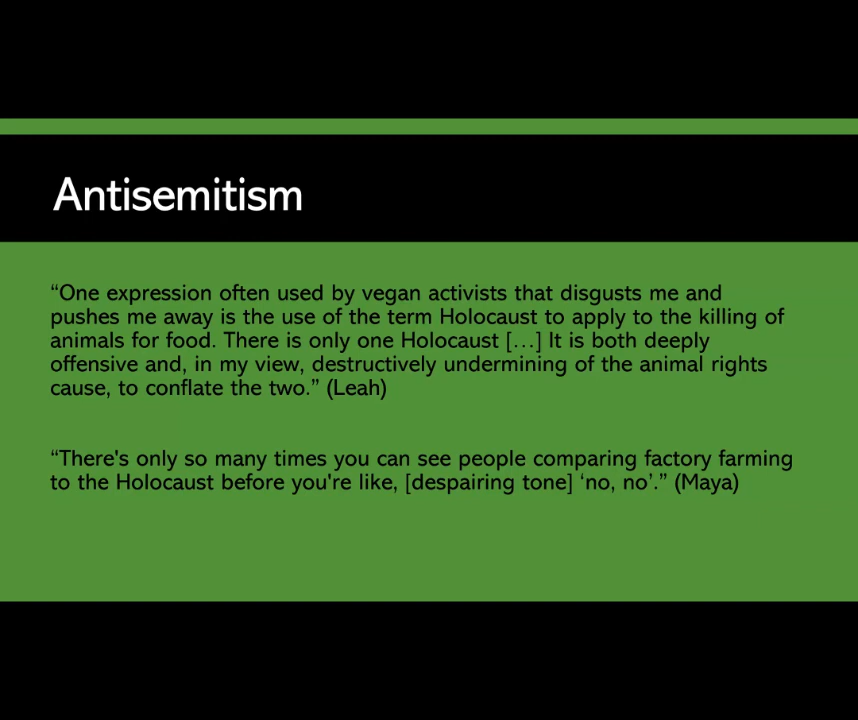 Antisemitism
“One expression often used by vegan activists that disgusts me and
pushes me away is the use of the term Holocaust to apply to the killing of
animals for food. There is only one Holocaust […] It is both deeply
offensive and, in my view, destructively undermining of the animal rights
cause, to conflate the two.” (Leah)
“There's only so many times you can see people comparing factory farming
to the Holocaust before you're like, [despairing tone] ‘no, no’.” (Maya)